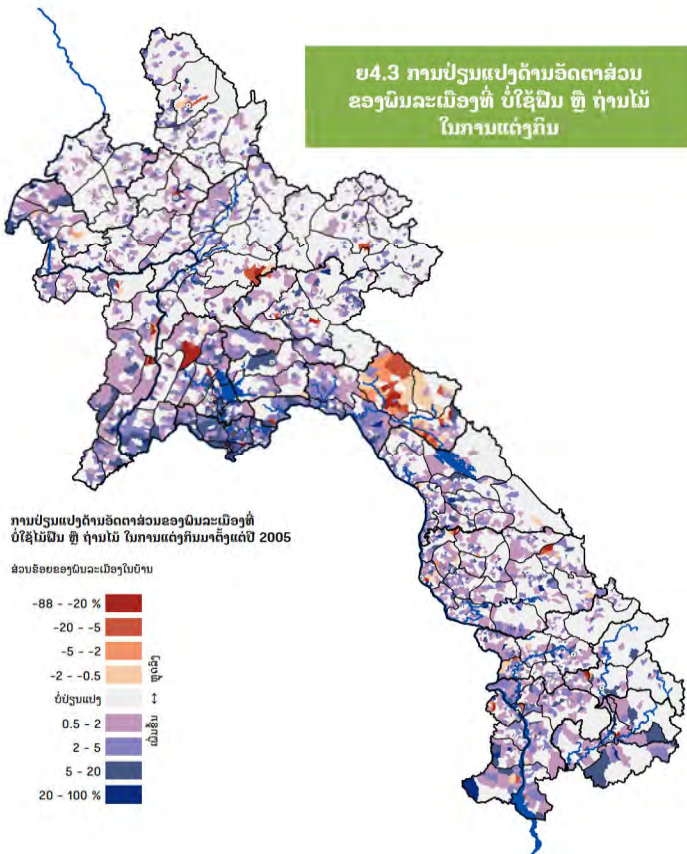 ຍ4.3 ການປ່ຽນແປງດ້ານອັດຕາສ່ວນ
ຂອງພົນລະເມືອງທີ່ ບໍ່ໃຊ້ຟືນ ຫຼື ຖ່ານໄມ້
ໃນການແຕ່ງກິນ
ການປ່ຽນແປງດ້ານອັດຕາສ່ວນຂອງພົນລະເມືອງທີ່
ບໍ່ໃຊ້ໄມ້ຟືນ ຫຼື ຖ່ານໄມ້ ໃນການແຕ່ງກິນມາຕັ້ງແຕ່ປີ 2005
ສ່ວນຮ້ອຍຂອງພົນລະເມືອງໃນບ້ານ
-88 - -20 %
-20 - -5
-5 - -2
-2 - -0.5
ບໍ່ປ່ຽນແປງ
0.5 - 2
2 - 5
5 - 20
20 - 100 %
ຫຼຸດລົງ
↕
ເພີ່ມຂຶ້ນ